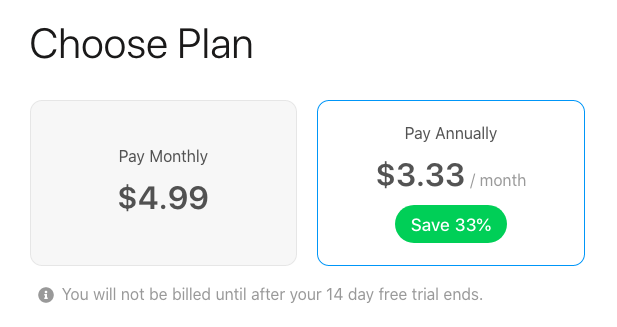 Choose Plan
Pay Monthly
$4.99
Pay Annually
$3.33 / month
Save 33%
You will not be billed until after your 14 day free trial ends.